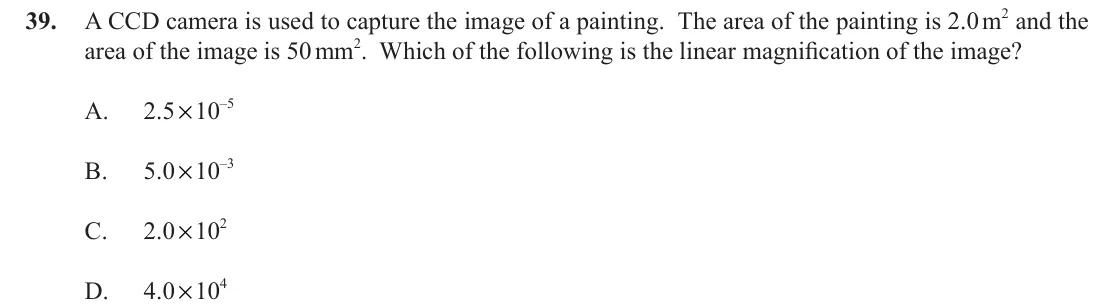 39. A CCD camera is used to capture the image of a painting. The area of the painting is 2.0 m² and the
area of the image is 50 mm². Which of the following is the linear magnification of the image?
A. 2.5×10⁻⁵
B. 5.0×10⁻³
C. 2.0×10²
D. 4.0×10⁴